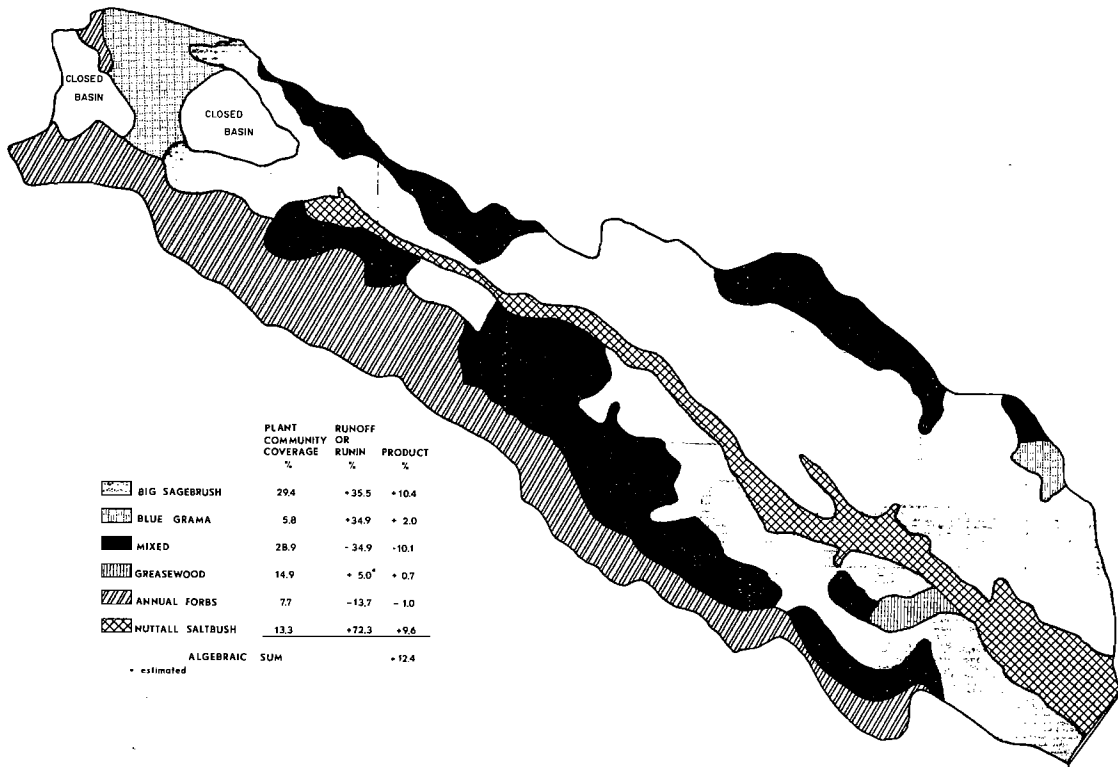 CLOSED
BASIN
CLOSED
BASIN
PLANT COMMUNITY COVERAGE % RUNOFF OR RUNIN % PRODUCT %
BIG SAGEBRUSH 29.4 +35.5 +10.4
BLUE GRAMA 5.8 +34.9 + 2.0
MIXED 28.9 - 34.9 -10.1
GREASEWOOD 14.9 + 5.0* + 0.7
ANNUAL FORBS 7.7 -13.7 - 1.0
NUTTALL SALTBUSH 13.3 +72.3 +9.6
ALGEBRAIC SUM +12.4
* estimated